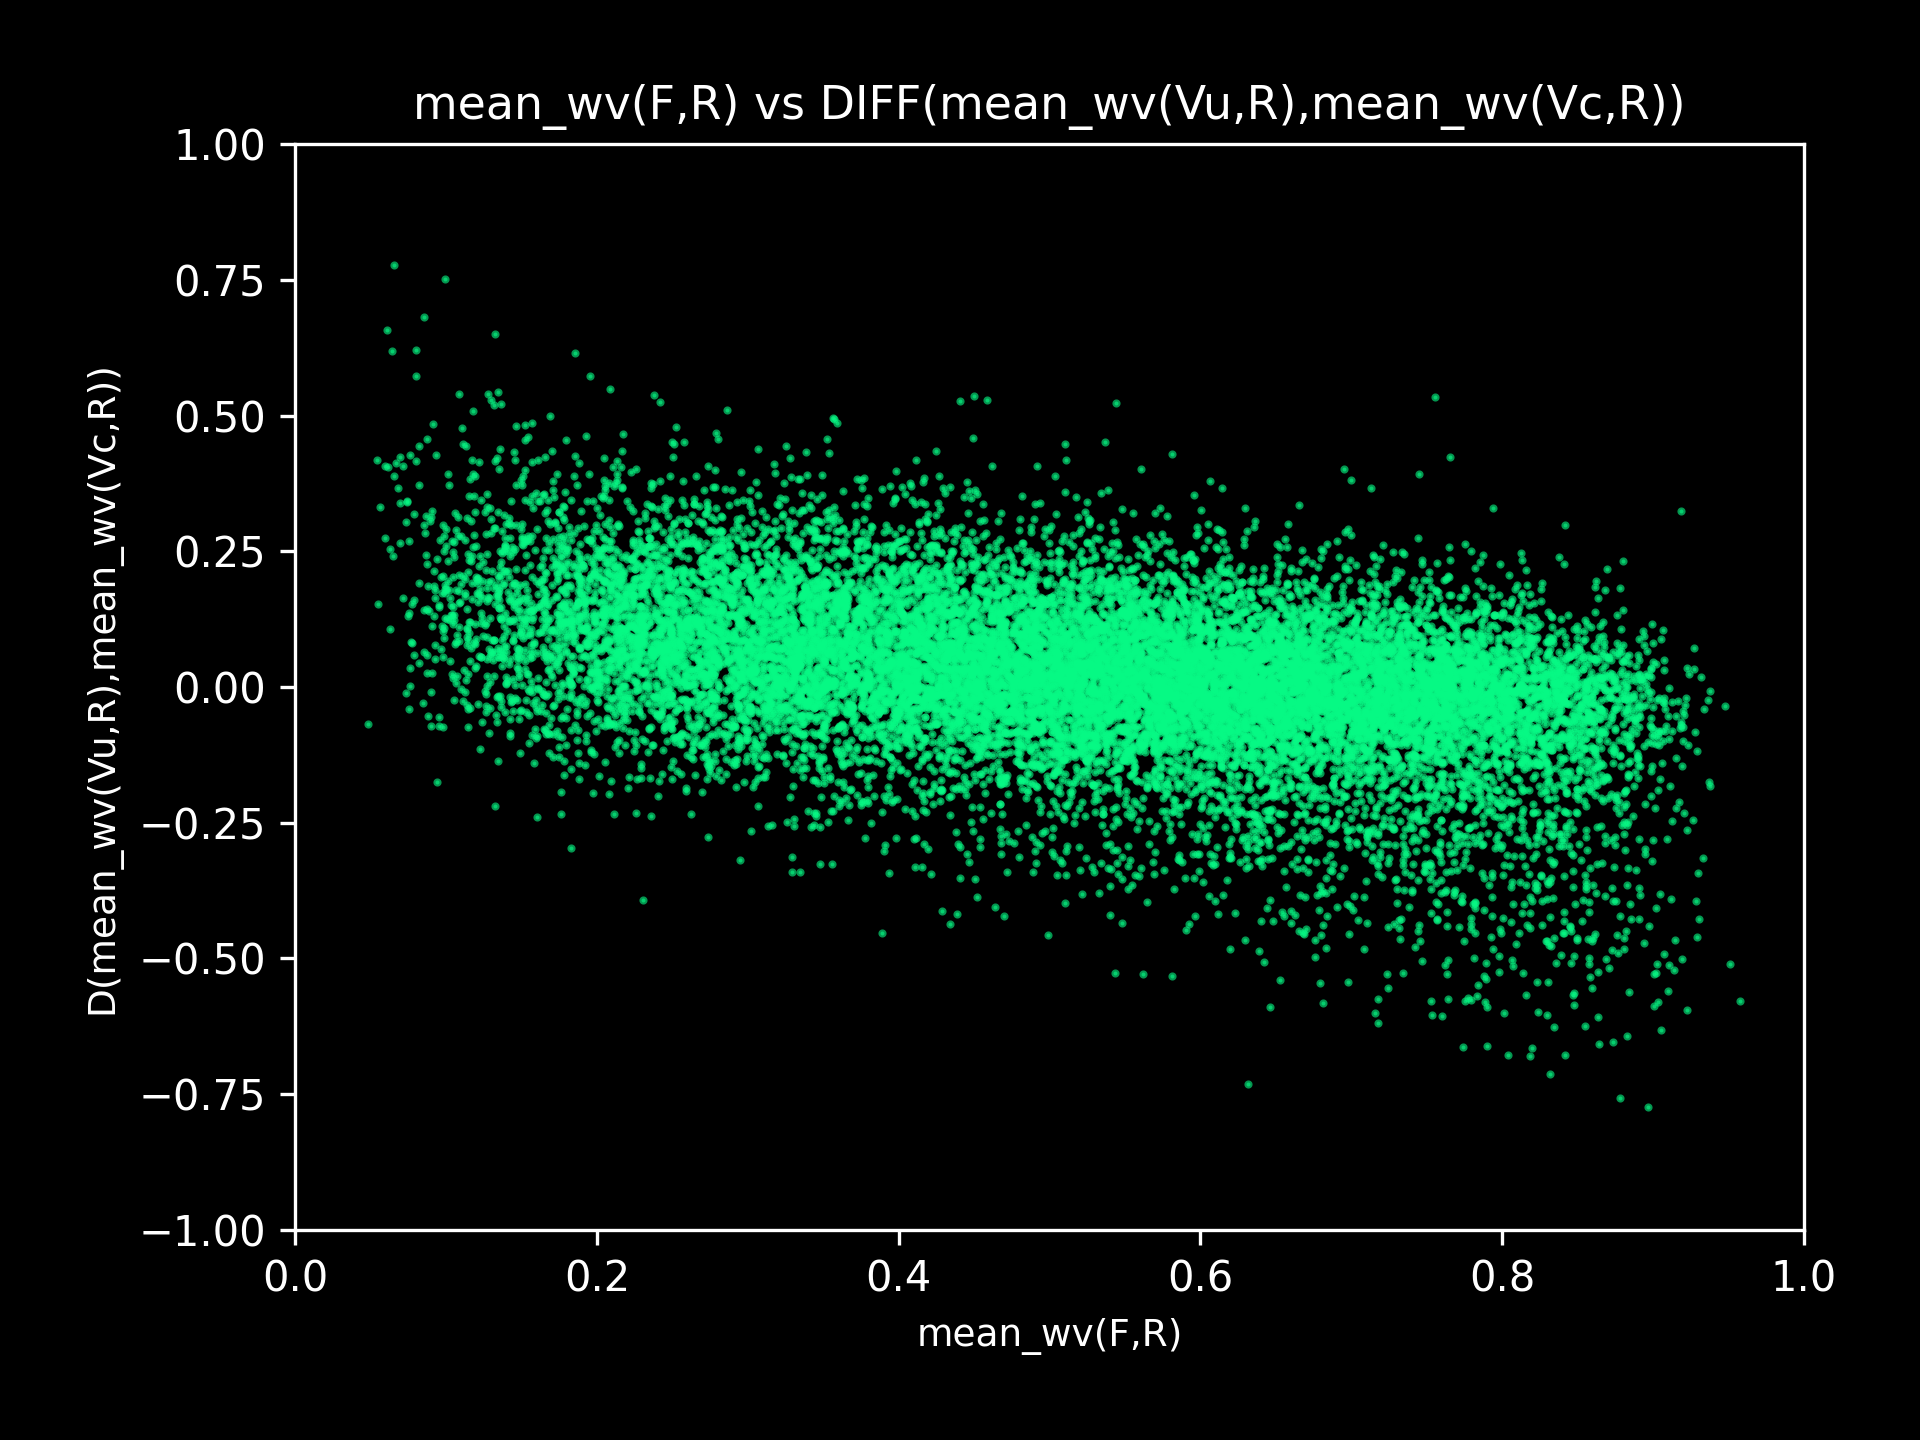 mean_wv(F,R) vs DIFF(mean_wv(Vu,R),mean_wv(Vc,R))
1.00
0.75
0.50
0.25
0.00
−0.25
−0.50
−0.75
−1.00
D(mean_wv(Vu,R),mean_wv(Vc,R))
0.0 0.2 0.4 0.6 0.8 1.0
mean_wv(F,R)